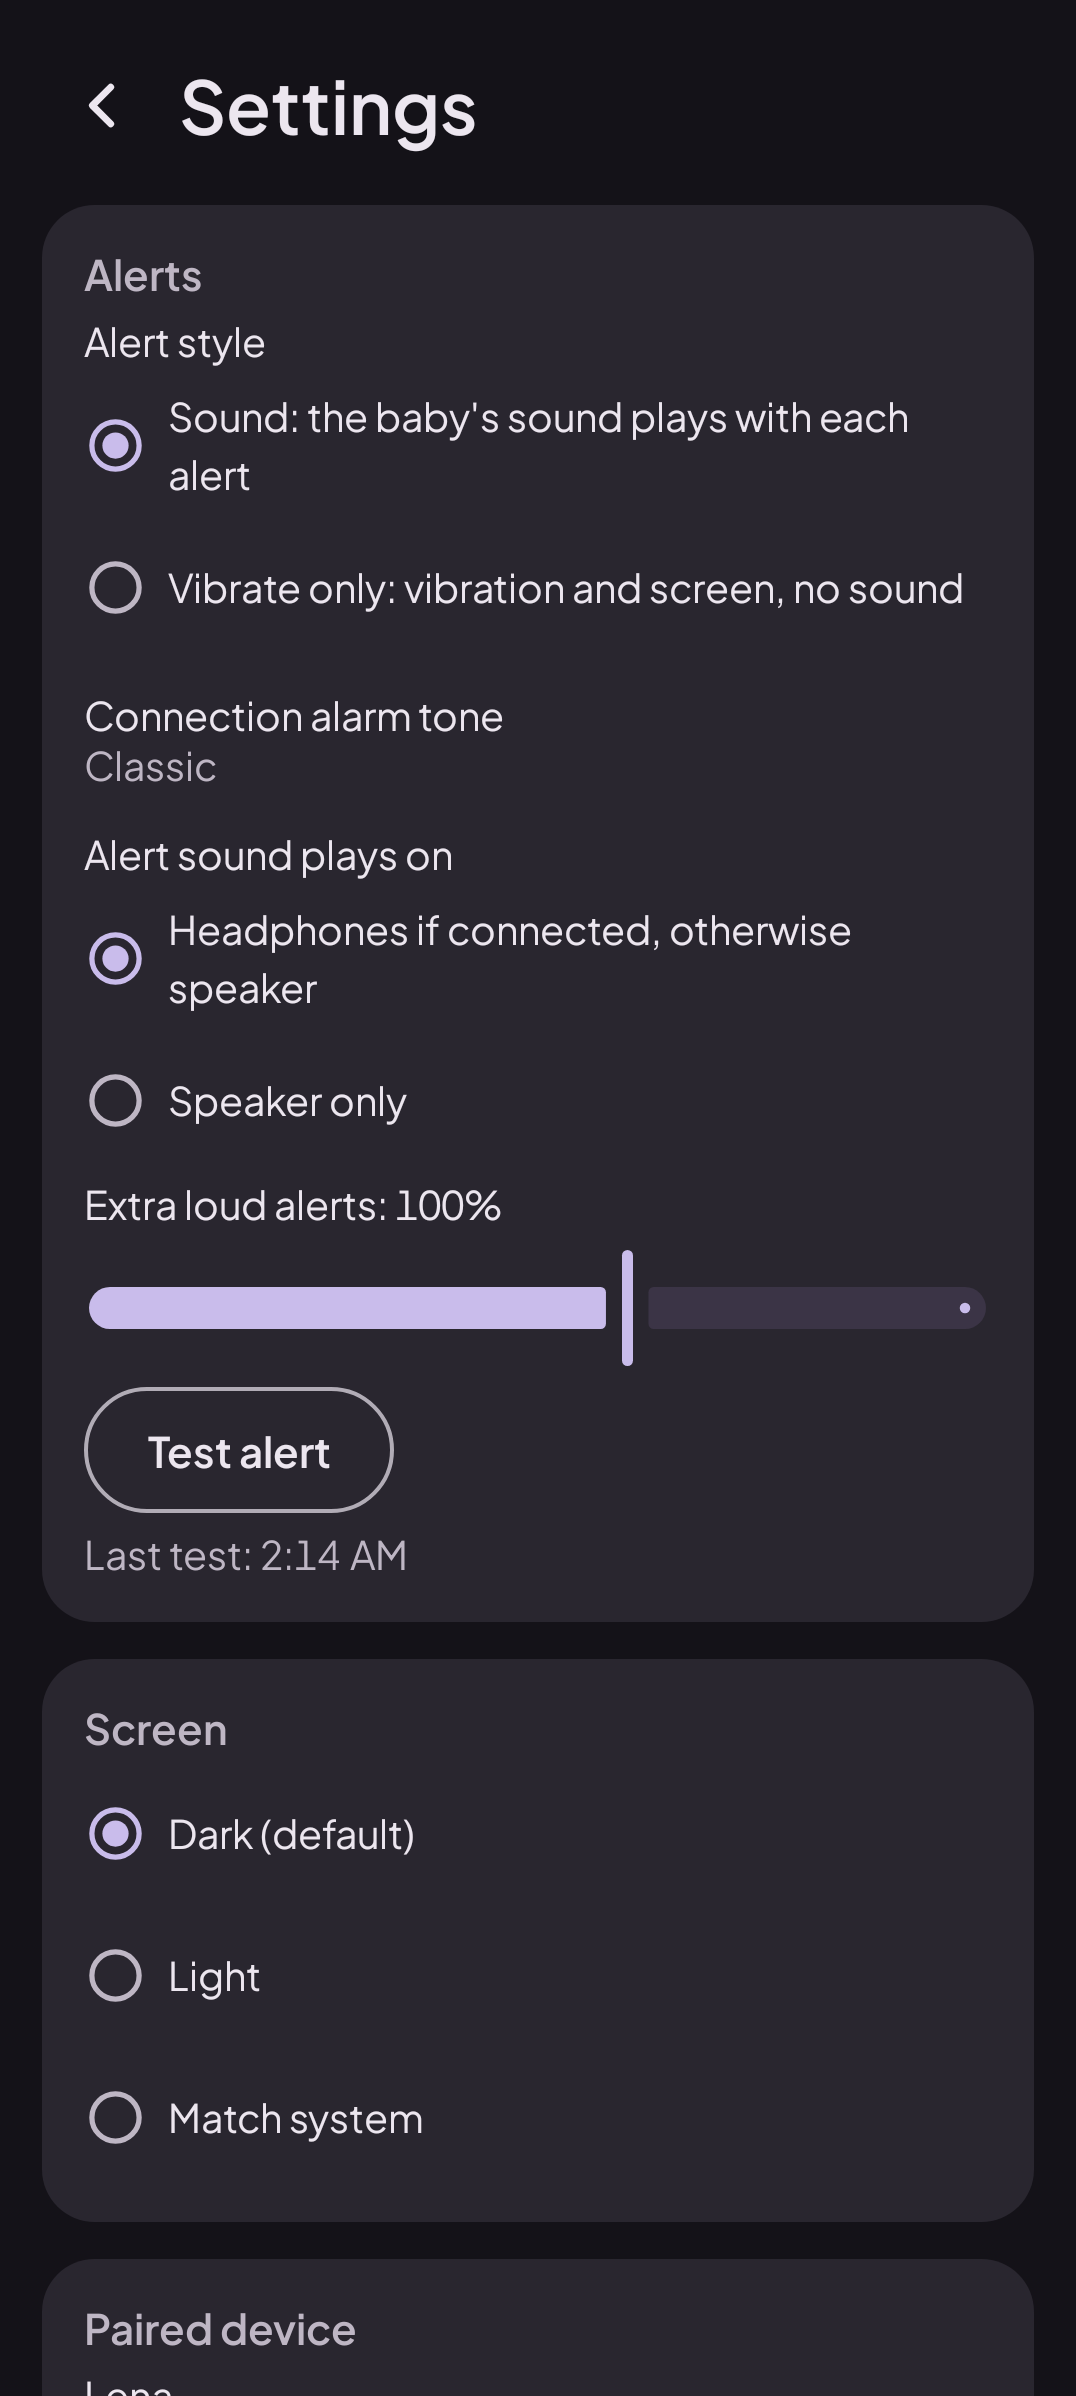 Settings
Alerts
Alert style
Sound: the baby's sound plays with each
alert
Vibrate only: vibration and screen, no sound
Connection alarm tone
Classic
Alert sound plays on
Headphones if connected, otherwise
speaker
Speaker only
Extra loud alerts: 100%
Test alert
Last test: 2:14 AM
Screen
Dark (default)
Light
Match system
Paired device